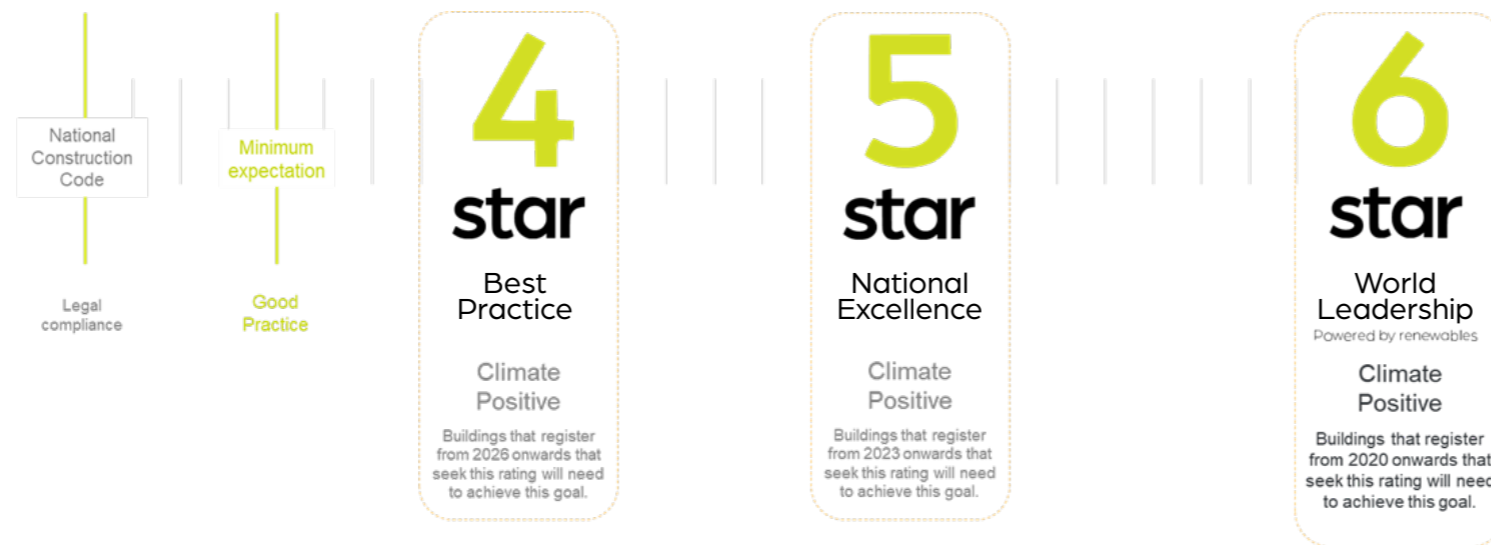 National
Construction
Code
Legal
compliance
Minimum
expectation
Good
Practice
4
star
Best
Practice
Climate
Positive
Buildings that register
from 2026 onwards that
seek this rating will need
to achieve this goal.
5
star
National
Excellence
Climate
Positive
Buildings that register
from 2023 onwards that
seek this rating will need
to achieve this goal.
6
star
World
Leadership
Powered by renewables
Climate
Positive
Buildings that register
from 2020 onwards that
seek this rating will need
to achieve this goal.